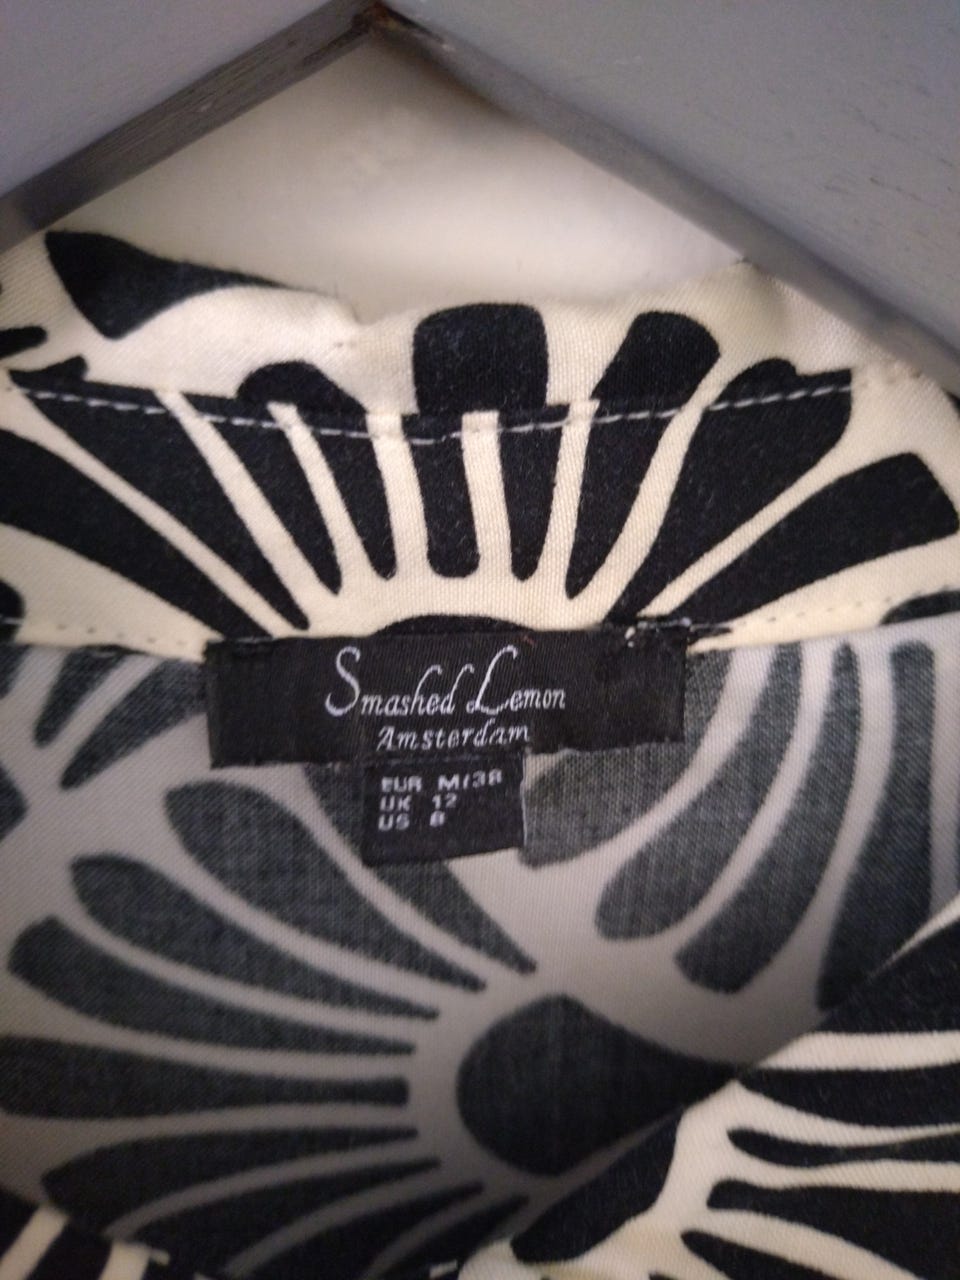 Smashed Lemon
Amsterdam
EUR M/38
UK 12
US 8